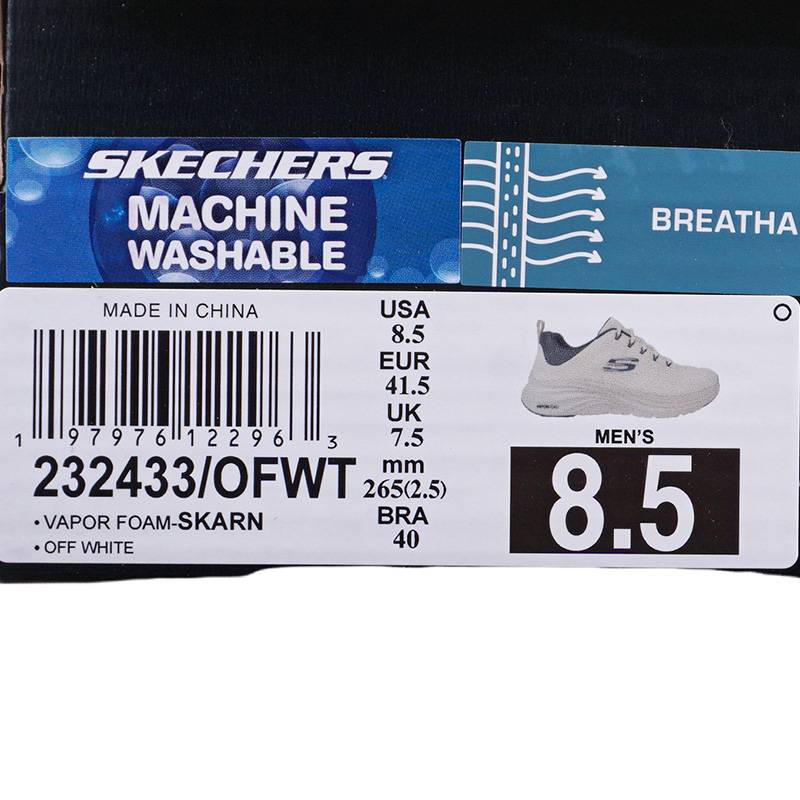 SKECHERS
MACHINE
WASHABLE
BREATHA
MADE IN CHINA
1 97976 12296 3
232433/OFWT
• VAPOR FOAM-SKARN
• OFF WHITE
USA
8.5
EUR
41.5
UK
7.5
mm
265(2.5)
BRA
40
MEN'S
8.5